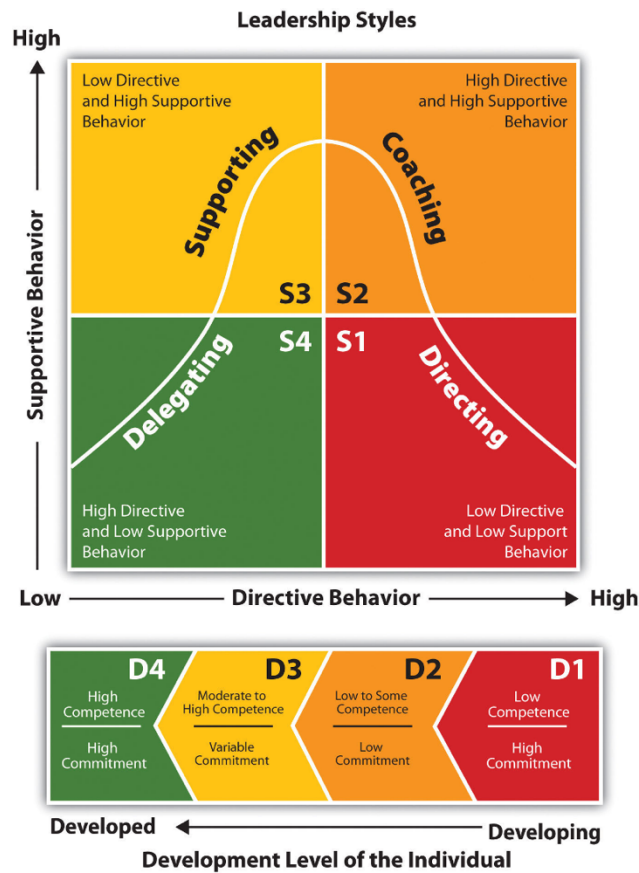 Leadership Styles
High
Low Directive
and High Supportive
Behavior
High Directive
and High Supportive
Behavior
Supporting
Coaching
S3
S2
Supportive Behavior
S4
S1
Delegating
Directing
High Directive
and Low Supportive
Behavior
Low Directive
and Low Support
Behavior
Low
Directive Behavior
High
D4
High
Competence
High
Commitment
D3
Moderate to
High Competence
Variable
Commitment
D2
Low to Some
Competence
Low
Commitment
D1
Low
Competence
High
Commitment
Developed
Developing
Development Level of the Individual